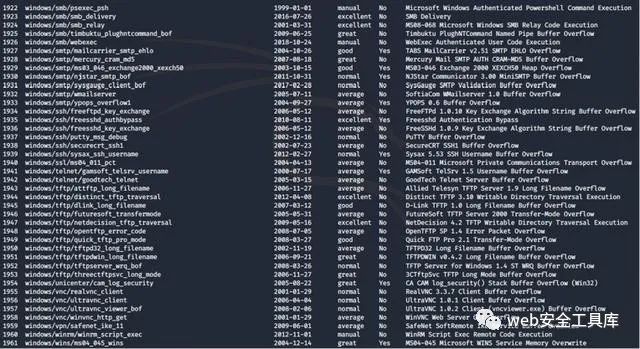 1922 windows/smb/psexec_psh 1999-01-01 manual No Microsoft Windows Authenticated Powershell Command Execution
1924 windows/smb/smb_delivery 2016-07-26 excellent No SMB Delivery
1925 windows/smb/smb_relay 2001-03-31 excellent No MS08-068 Microsoft Windows SMB Relay Code Execution
1925 windows/smb/timbuktu_plughntcommand_bof 2009-06-25 great No Timbuktu PlughNTCommand Named Pipe Buffer Overflow
1926 windows/smb/webexec 2018-10-24 manual No WebExec Authenticated User Code Execution
1927 windows/smtp/mailcarrier_smtp_ehlo 2004-10-26 good Yes TABS MailCarrier v2.51 SMTP EHLO Overflow
1928 windows/smtp/mercury_cram_md5 2007-08-18 great No Mercury Mail SMTP AUTH CRAM-MD5 Buffer Overflow
1929 windows/smtp/ms03_046_exchange2000_xexch50 2003-10-15 good Yes MS03-046 Exchange 2000 XEXCH50 Heap Overflow
1930 windows/smtp/njstar_smtp_bof 2011-10-31 normal Yes NJStar Communicator 3.00 MiniSMTP Buffer Overflow
1931 windows/smtp/sysgauge_client_bof 2017-02-28 normal No SysGauge SMTP Validation Buffer Overflow
1932 windows/smtp/wmailserver 2005-07-11 average No SoftiaCom WMailserver 1.0 Buffer Overflow
1933 windows/smtp/ypops_overflow1 2004-09-27 average Yes YPOPS 0.6 Buffer Overflow
1934 windows/ssh/freeftpd_key_exchange 2006-05-12 average No FreeFTPd 1.0.10 Key Exchange Algorithm String Buffer Overflow
1935 windows/ssh/freesshd_authbypass 2010-08-11 excellent Yes Freesshd Authentication Bypass
1936 windows/ssh/freesshd_key_exchange 2006-05-12 average No FreeSSHd 1.0.9 Key Exchange Algorithm String Buffer Overflow
1937 windows/ssh/putty_msg_debug 2002-12-16 normal No PuTTY Buffer Overflow
1938 windows/ssh/securecrt_ssh1 2002-07-23 average No SecureCRT SSH1 Buffer Overflow
1939 windows/ssh/sysax_ssh_username 2012-02-27 normal Yes Sysax 5.53 SSH Username Buffer Overflow
1940 windows/ssl/ms04_011_pct 2004-04-13 average No MS04-011 Microsoft Private Communications Transport Overflow
1941 windows/telnet/gamsoft_telsrv_username 2000-07-17 average Yes GAMSoft TelSrv 1.5 Username Buffer Overflow
1942 windows/telnet/goodtech_telnet 2005-03-15 average No GoodTech Telnet Server Buffer Overflow
1943 windows/tftp/attftp_long_filename 2006-11-27 average No Allied Telesyn TFTP Server 1.9 Long Filename Overflow
1944 windows/tftp/distinct_tftp_traversal 2012-04-08 excellent No Distinct TFTP 3.10 Writable Directory Traversal Execution
1945 windows/tftp/dlink_long_filename 2007-03-12 good No D-Link TFTP 1.0 Long Filename Buffer Overflow
1946 windows/tftp/futuresoft_transfermode 2005-05-31 average No FutureSoft TFTP Server 2000 Transfer-Mode Overflow
1947 windows/tftp/netdecision_tftp_traversal 2009-05-16 excellent No NetDecision 4.2 TFTP Writable Directory Traversal Execution
1948 windows/tftp/opentftp_error_code 2008-07-05 average No OpenTFTP SP 1.4 Error Packet Overflow
1949 windows/tftp/quick_tftp_pro_mode 2008-03-27 good No Quick FTP Pro 2.1 Transfer-Mode Overflow
1950 windows/tftp/tftpd32_long_filename 2002-11-19 average No TFTPD32 Long Filename Buffer Overflow
1951 windows/tftp/tftpdwin_long_filename 2006-09-21 great No TFTPDWIN v0.4.2 Long Filename Buffer Overflow
1952 windows/tftp/tftpserver_wrq_bof 2008-03-26 normal No TFTP Server for Windows 1.4 ST WRQ Buffer Overflow
1953 windows/tftp/threectftpsvc_long_mode 2006-11-27 great No 3CTftpSvc TFTP Long Mode Buffer Overflow
1954 windows/unicenter/cam_log_security 2005-08-22 great Yes CA CAM log_security() Stack Buffer Overflow (Win32)
1955 windows/vnc/realvnc_client 2001-01-29 normal No RealVNC 3.3.7 Client Buffer Overflow
1956 windows/vnc/ultravnc_client 2006-04-04 normal No UltraVNC 1.0.1 Client Buffer Overflow
1957 windows/vnc/ultravnc_viewer_bof 2008-02-06 normal No UltraVNC 1.0.2 Client (vncviewer.exe) Buffer Overflow
1958 windows/vnc/winvnc_http_get 2001-01-29 average No WinVNC Web Server
1959 windows/vpn/safenet_ike_11 2009-06-01 average No SafeNet SoftRemote
1960 windows/winrm/winrm_script_exec 2012-11-01 manual No WinRM Script Exec Remote Code Execution
1961 windows/wins/ms04_045_wins 2004-12-14 great Yes MS04-045 Microsoft WINS Service Memory Overwrite
web安全工具库